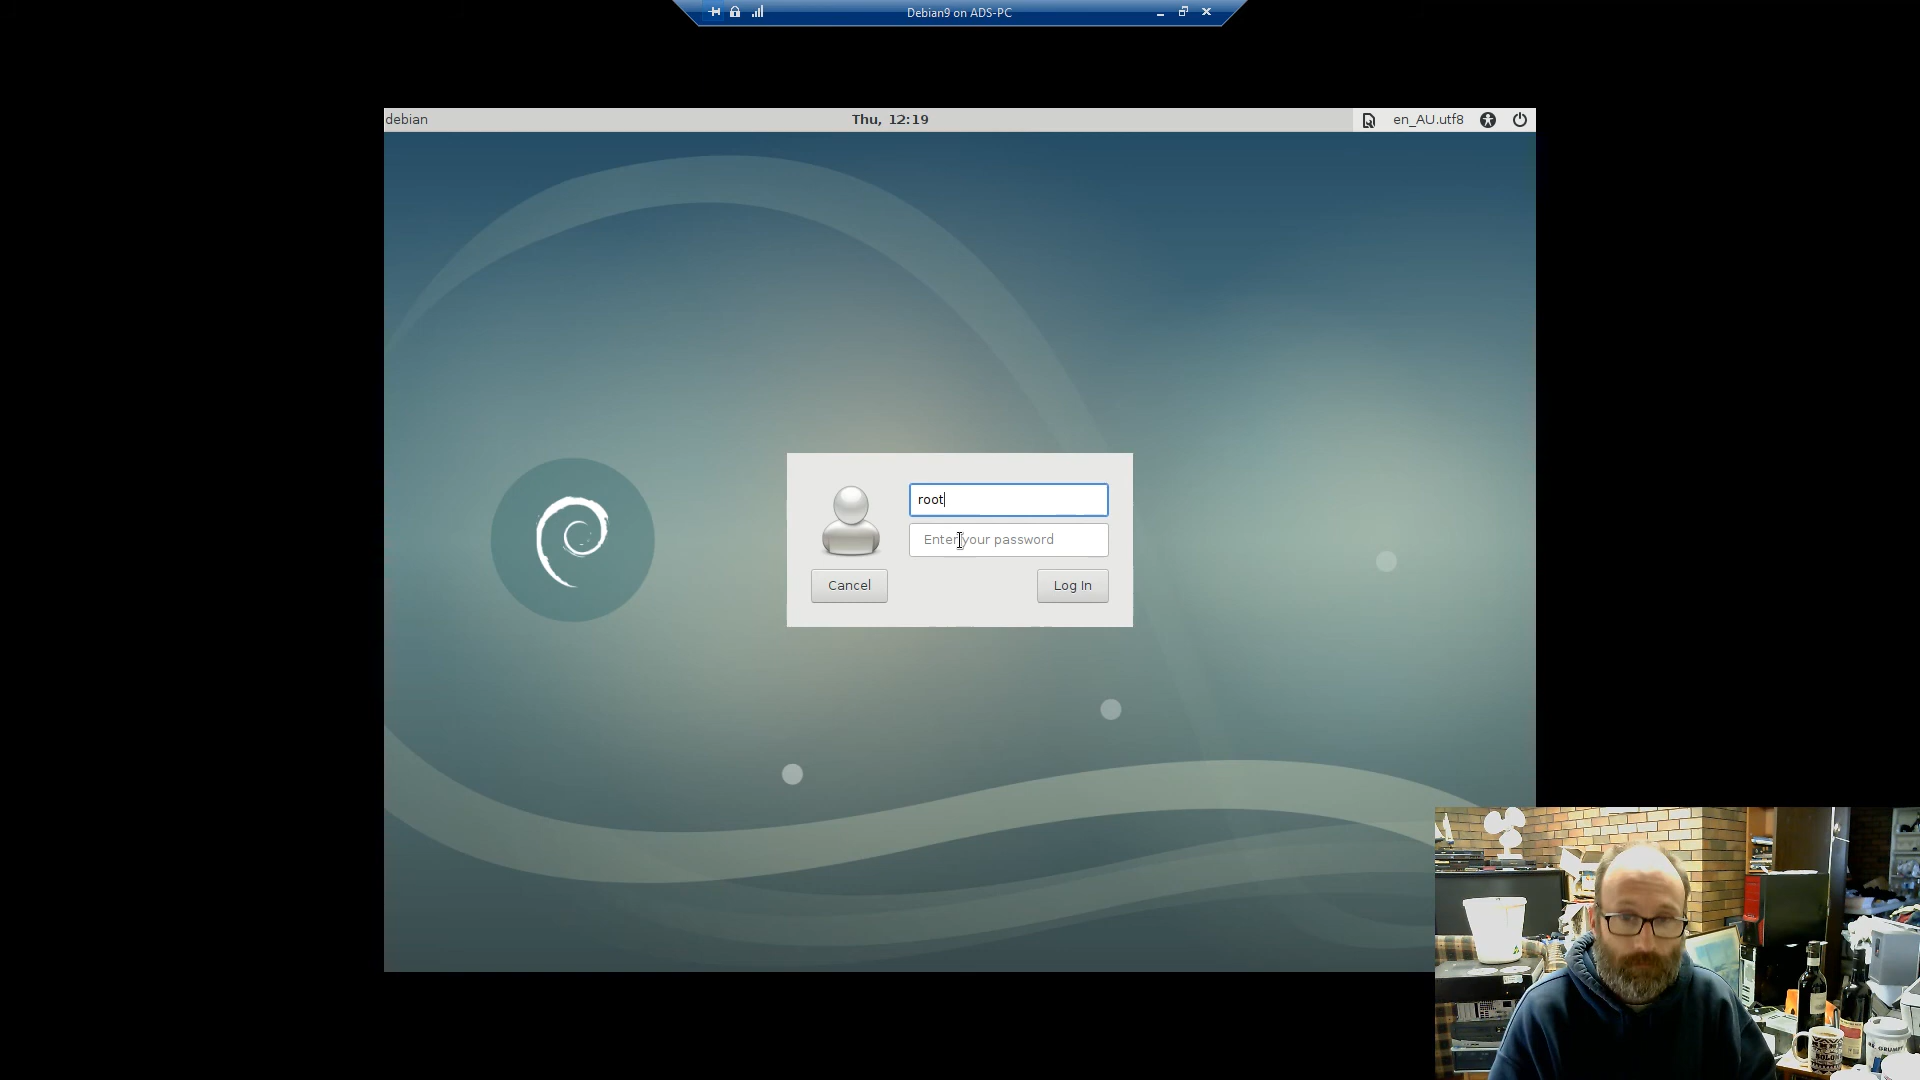 Debian9 on ADS-PC
debian
Thu, 12:19
en_AU.utf8
root
Enter your password
Cancel
Log In